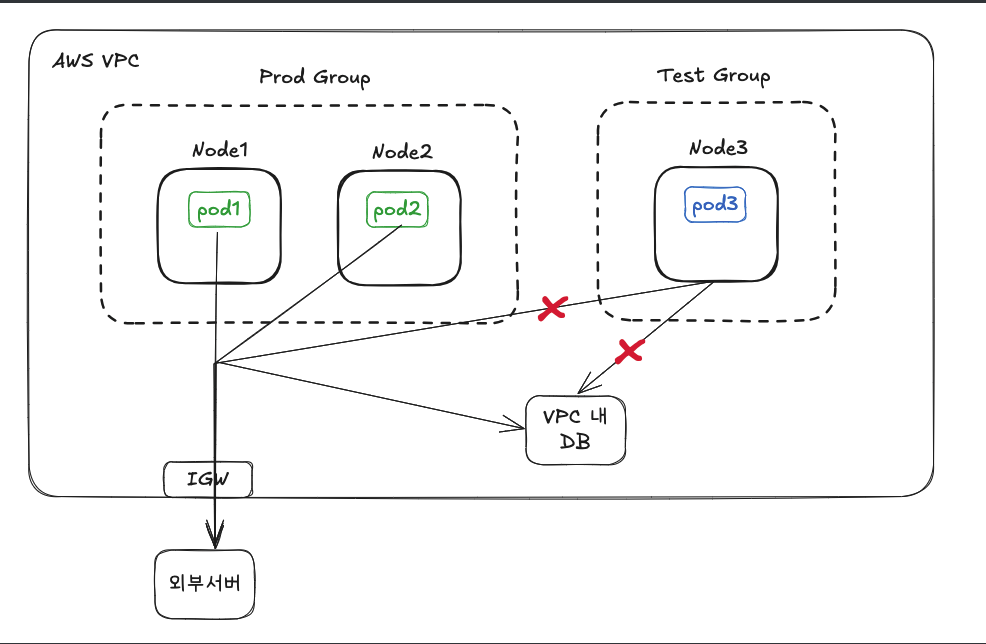 AWS VPC
Prod Group
Test Group
Node1
Node2
Node3
pod1
pod2
pod3
VPC 내
DB
IGW
외부서버